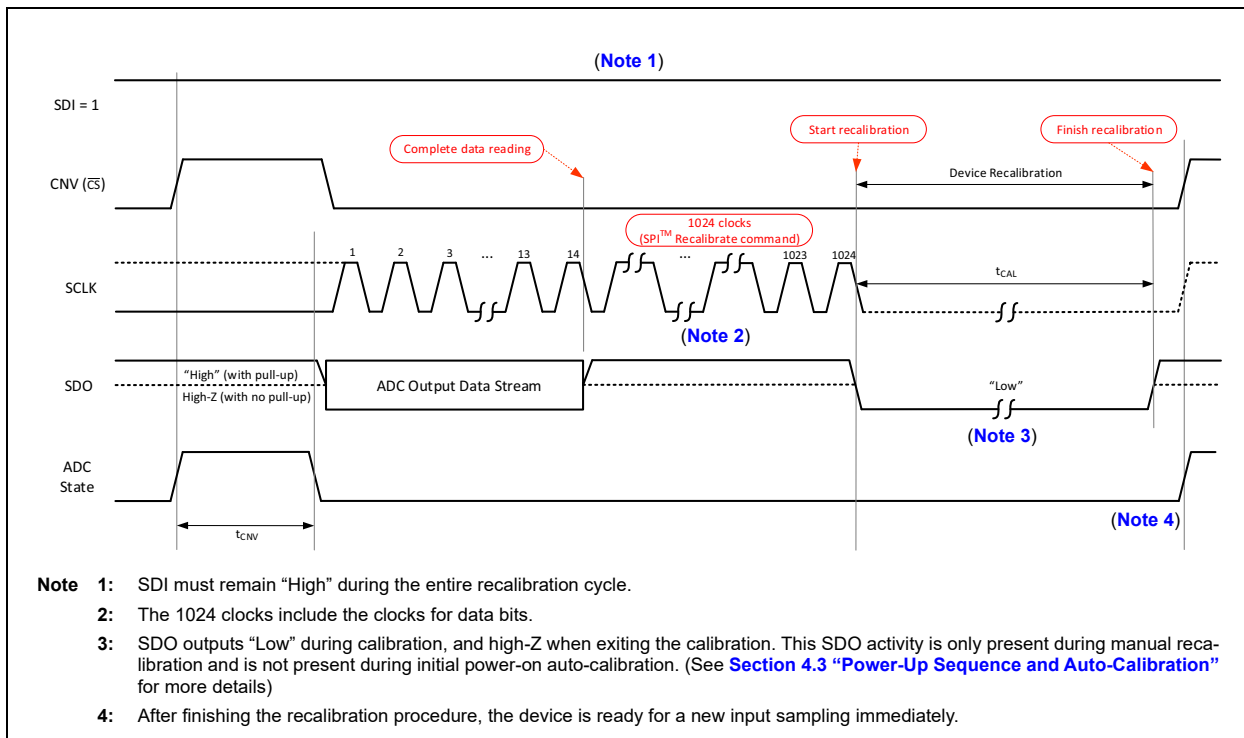 (Note 1)
SDI = 1
Complete data reading
Start recalibration
Finish recalibration
CNV (CS)
Device Recalibration
1024 clocks
(SPI™ Recalibrate command)
1 2 3 ... 13 14 ... 1023 1024
SCLK
tCAL
(Note 2)
SDO
"High" (with pull-up)
High-Z (with no pull-up)
ADC Output Data Stream
"Low"
(Note 3)
ADC
State
(Note 4)
tCNV
Note 1: SDI must remain “High” during the entire recalibration cycle.
2: The 1024 clocks include the clocks for data bits.
3: SDO outputs “Low” during calibration, and high-Z when exiting the calibration. This SDO activity is only present during manual reca-
libration and is not present during initial power-on auto-calibration. (See Section 4.3 “Power-Up Sequence and Auto-Calibration”
for more details)
4: After finishing the recalibration procedure, the device is ready for a new input sampling immediately.